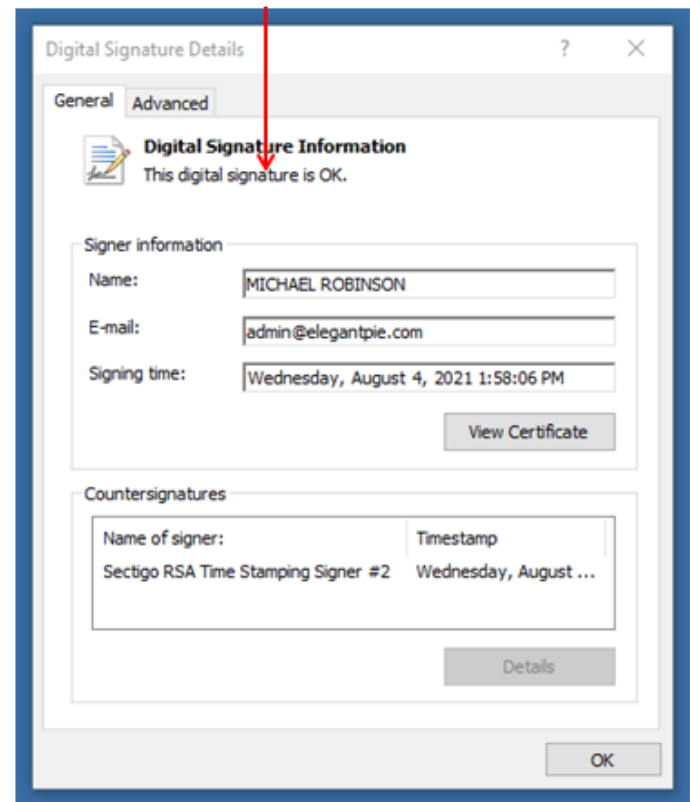 Digital Signature Details ? ×
General Advanced
Digital Signature Information
This digital signature is OK.
Signer information
Name: MICHAEL ROBINSON
E-mail: admin@elegantpie.com
Signing time: Wednesday, August 4, 2021 1:58:06 PM
View Certificate
Countersignatures
Name of signer: Timestamp
Sectigo RSA Time Stamping Signer #2 Wednesday, August ...
Details
OK